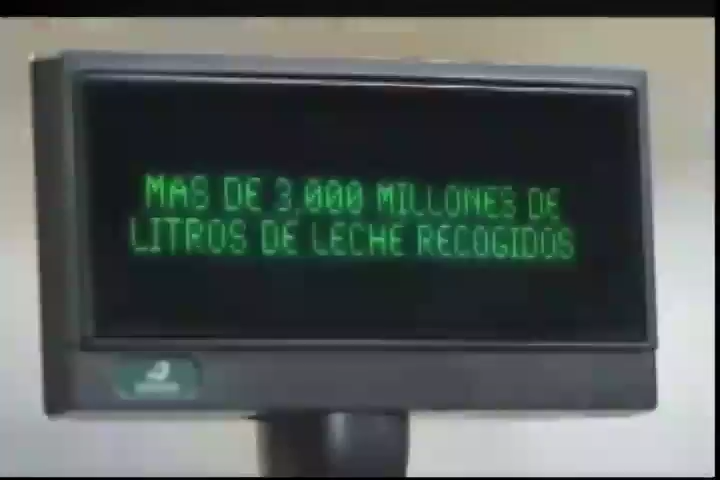 MAS DE 3,000 MILLONES DE
LITROS DE LECHE RECOGIDOS